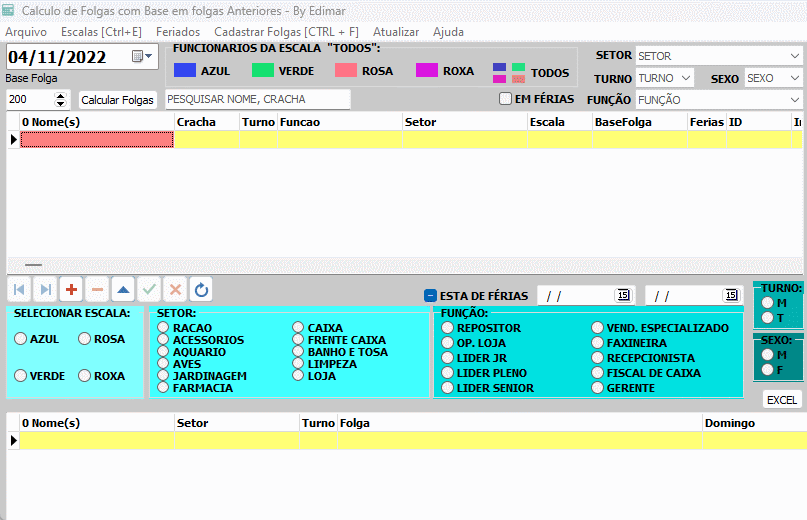 Calculo de Folgas com Base em folgas Anteriores - By Edimar
Arquivo Escalas [Ctrl+E] Feriados Cadastrar Folgas [CTRL + F] Atualizar Ajuda
04/11/2022
Base Folga
200 Calcular Folgas
FUNCIONARIOS DA ESCALA "TODOS":
AZUL VERDE ROSA ROXA TODOS
PESQUISAR NOME, CRACHA
EM FÉRIAS
SETOR SETOR
TURNO TURNO SEXO SEXO
FUNÇÃO FUNÇÃO
0 Nome(s) Cracha Turno Funcao Setor Escala BaseFolga Ferias ID
ESTA DE FÉRIAS / / 15 / / 15
SELECIONAR ESCALA:
AZUL ROSA
VERDE ROXA
SETOR:
RACAO CAIXA
ACESSORIOS FRENTE CAIXA
AQUARIO BANHO E TOSA
AVES LIMPEZA
JARDINAGEM LOJA
FARMACIA
FUNÇÃO:
REPOSITOR VEND. ESPECIALIZADO
OP. LOJA FAXINEIRA
LIDER JR RECEPCIONISTA
LIDER PLENO FISCAL DE CAIXA
LIDER SENIOR GERENTE
TURNO:
M
T
SEXO:
M
F
EXCEL
0 Nome(s) Setor Turno Folga Domingo